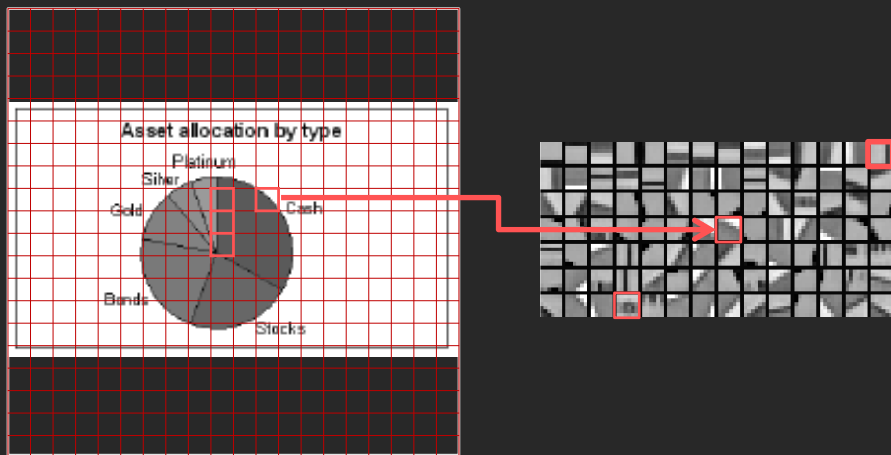 Asset allocation by type
Platinum
Silver
Cash
Gold
Bonds
Stocks